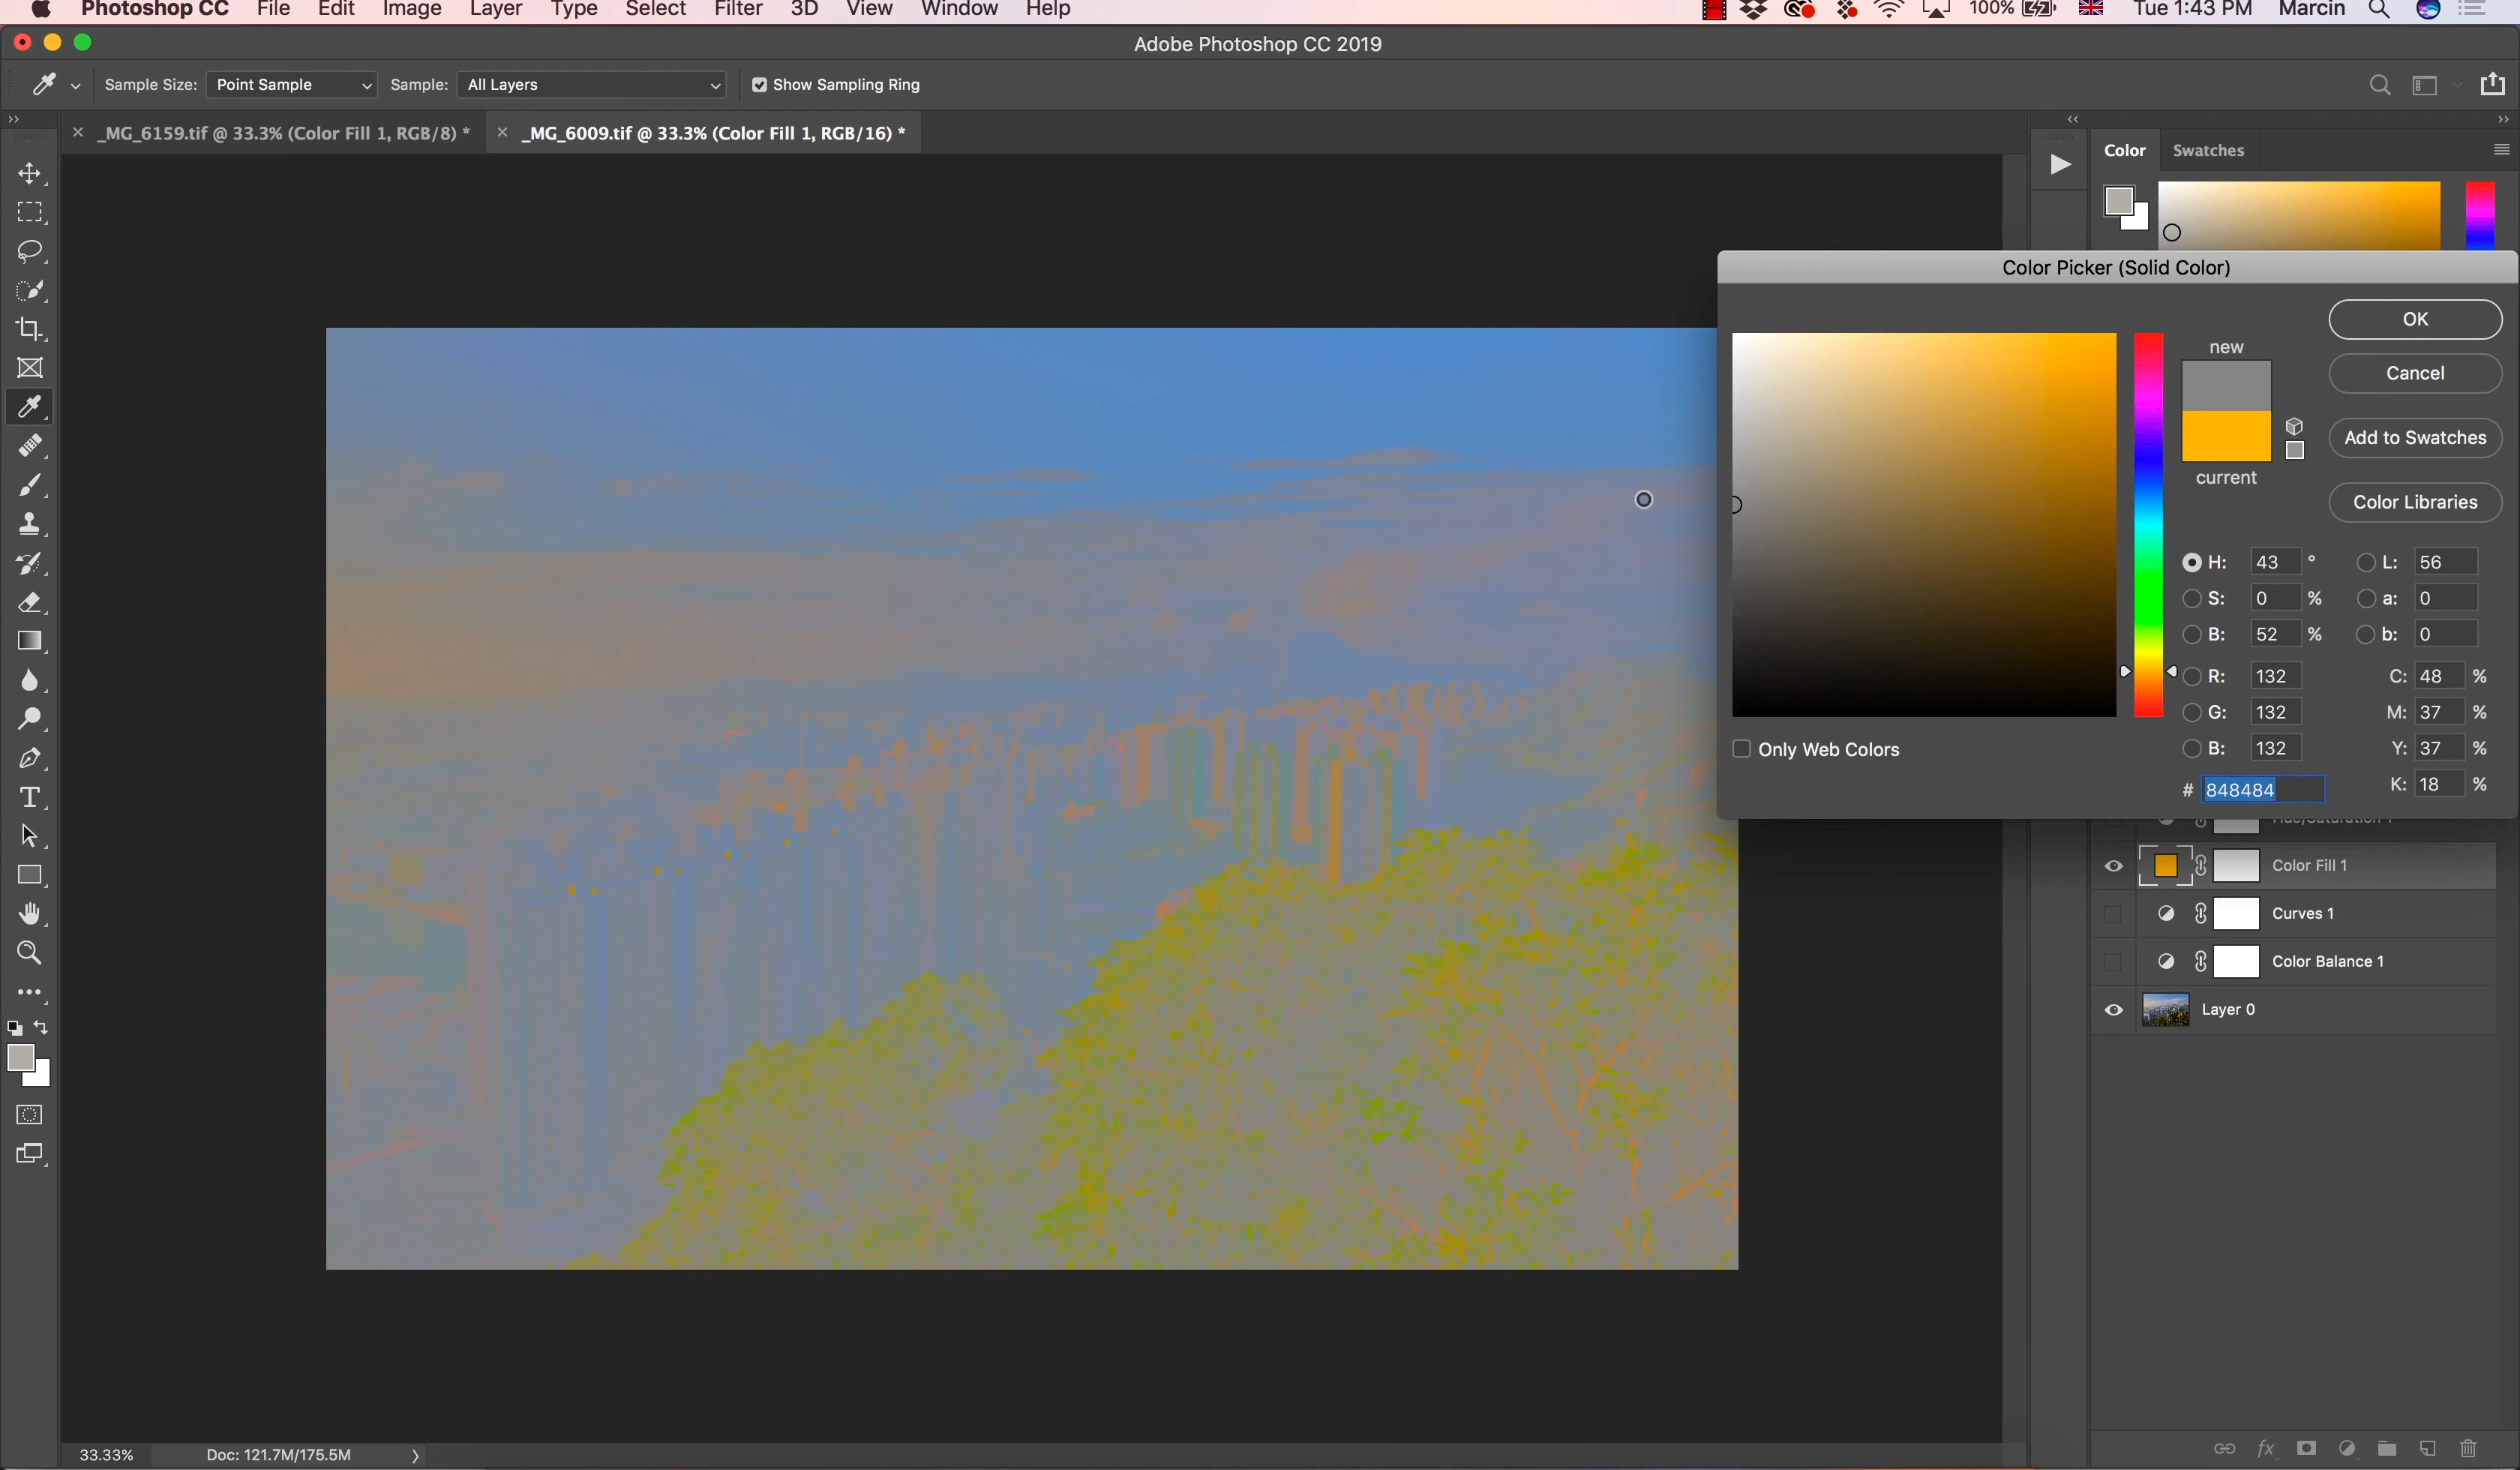 Photoshop CC File Edit Image Layer Type Select Filter 3D View Window Help 100% Tue 1:43 PM Marcin
Adobe Photoshop CC 2019
Sample Size: Point Sample Sample: All Layers Show Sampling Ring
_MG_6159.tif @ 33.3% (Color Fill 1, RGB/8) * _MG_6009.tif @ 33.3% (Color Fill 1, RGB/16) *
Color Swatches
Color Picker (Solid Color)
OK
new
Cancel
Add to Swatches
current
Color Libraries
H: 43 ° L: 56
S: 0 % a: 0
B: 52 % b: 0
R: 132 C: 48 %
G: 132 M: 37 %
B: 132 Y: 37 %
Only Web Colors
# 848484 K: 18 %
Hue/Saturation 1
Color Fill 1
Curves 1
Color Balance 1
Layer 0
33.33% Doc: 121.7M/175.5M
fx